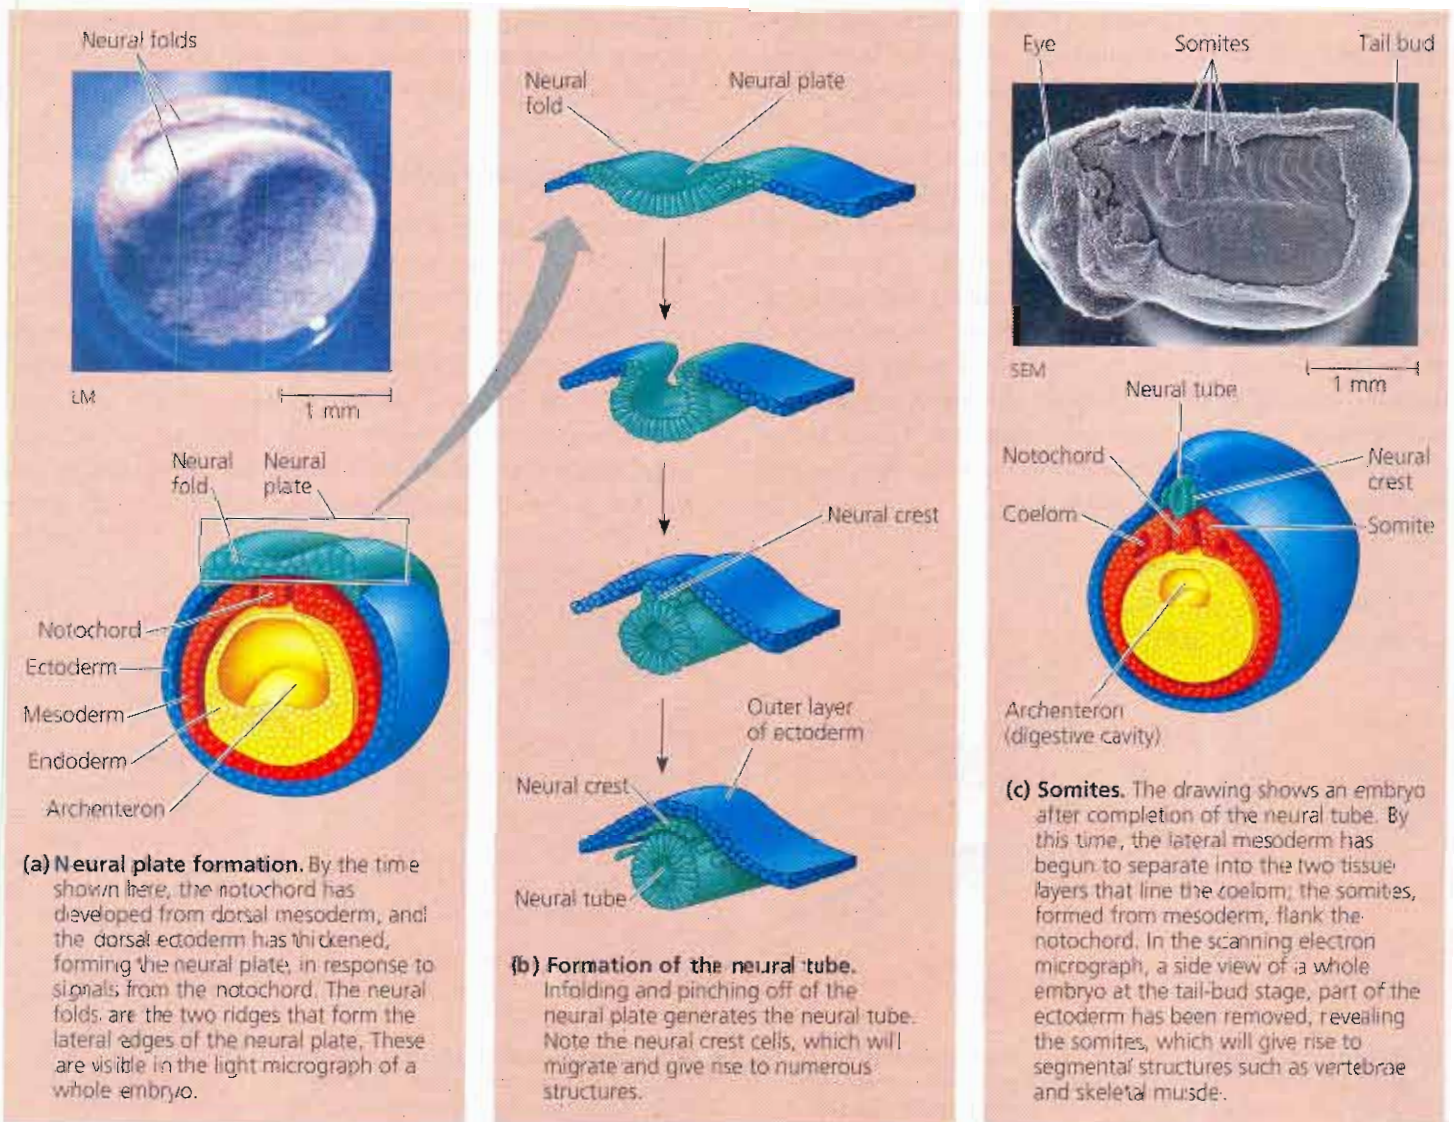 Neural folds
LM
1 mm
Neural
fold
Neural
plate
Notochord
Ectoderm
Mesoderm
Endoderm
Archenteron
(a) Neural plate formation. By the time
shown here, the notochord has
developed from dorsal mesoderm, and
the dorsal ectoderm has thickened,
forming the neural plate, in response to
signals from the notochord. The neural
folds are the two ridges that form the
lateral edges of the neural plate. These
are visible in the light micrograph of a
whole embryo.
Neural
fold
Neural plate
Neural crest
Outer layer
of ectoderm
Neural crest
Neural tube
(b) Formation of the neural tube.
Infolding and pinching off of the
neural plate generates the neural tube.
Note the neural crest cells, which will
migrate and give rise to numerous
structures.
Eye
Somites
Tail bud
SEM
1 mm
Neural tube
Notochord
Neural
crest
Coelom
Somite
Archenteron
(digestive cavity)
(c) Somites. The drawing shows an embryo
after completion of the neural tube. By
this time, the lateral mesoderm has
begun to separate into the two tissue
layers that line the coelom; the somites,
formed from mesoderm, flank the
notochord. In the scanning electron
micrograph, a side view of a whole
embryo at the tail-bud stage, part of the
ectoderm has been removed, revealing
the somites, which will give rise to
segmental structures such as vertebrae
and skeletal muscle.